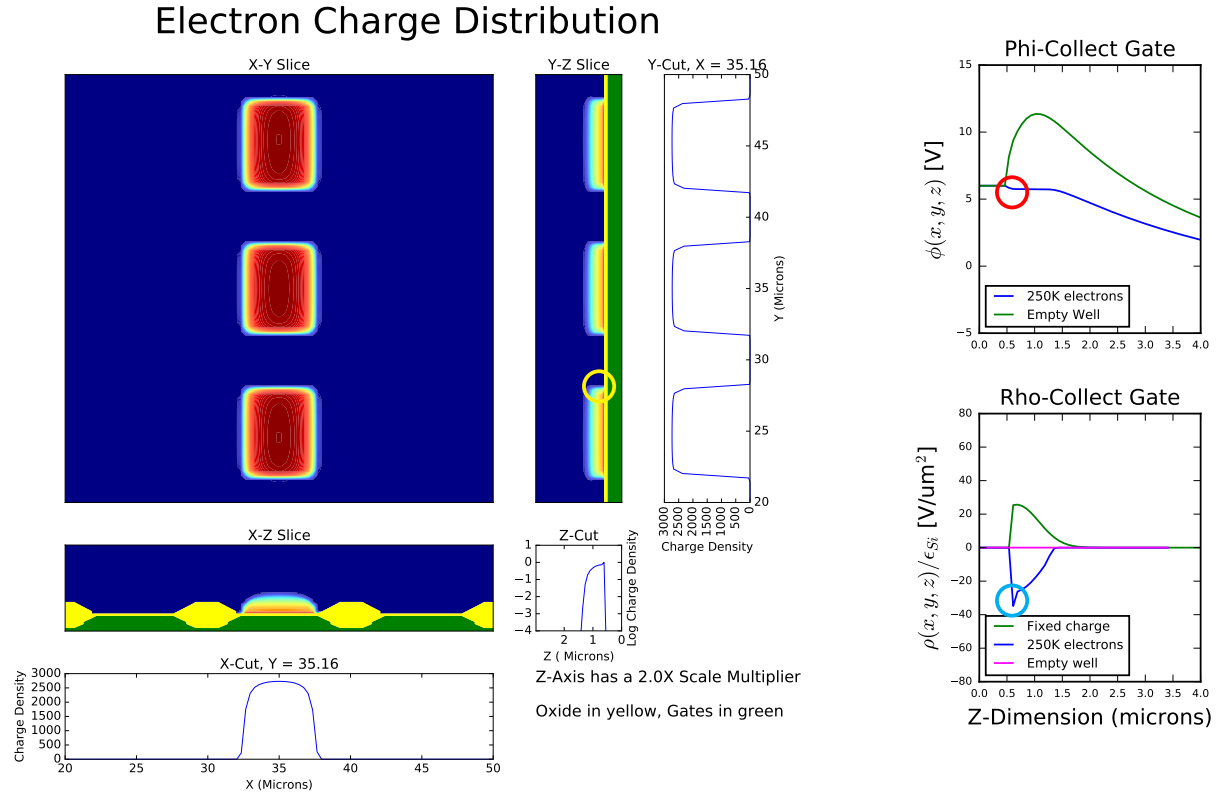 Electron Charge Distribution
X-Y Slice
Y-Z Slice
Y-Cut, X = 35.16
50
45
40
35
30
25
20
Y (Microns)
3000
2500
2000
1500
1000
500
0
Charge Density
X-Z Slice
Z-Cut
1
0
−1
−2
−3
−4
2
1
0
Log Charge Density
Z ( Microns)
X-Cut, Y = 35.16
3000
2500
2000
1500
1000
500
0
Charge Density
20
25
30
35
40
45
50
X (Microns)
Z-Axis has a 2.0X Scale Multiplier
Oxide in yellow, Gates in green
Phi-Collect Gate
15
10
5
0
−5
ϕ(x, y, z) [V]
250K electrons
Empty Well
0.0 0.5 1.0 1.5 2.0 2.5 3.0 3.5 4.0
Rho-Collect Gate
80
60
40
20
0
−20
−40
−60
−80
ρ(x, y, z)/ϵSi [V/um²]
Fixed charge
250K electrons
Empty well
0.0 0.5 1.0 1.5 2.0 2.5 3.0 3.5 4.0
Z-Dimension (microns)